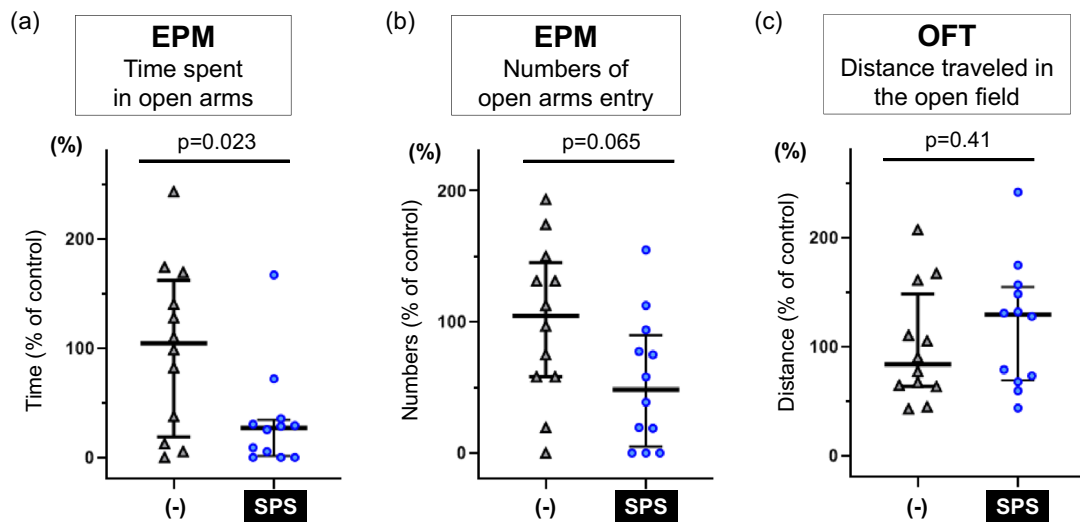 (a)
EPM
Time spent
in open arms
(%)
p=0.023
Time (% of control)
200
100
0
(-)
SPS
(b)
EPM
Numbers of
open arms entry
(%)
p=0.065
Numbers (% of control)
200
100
0
(-)
SPS
(c)
OFT
Distance traveled in
the open field
(%)
p=0.41
Distance (% of control)
200
100
0
(-)
SPS